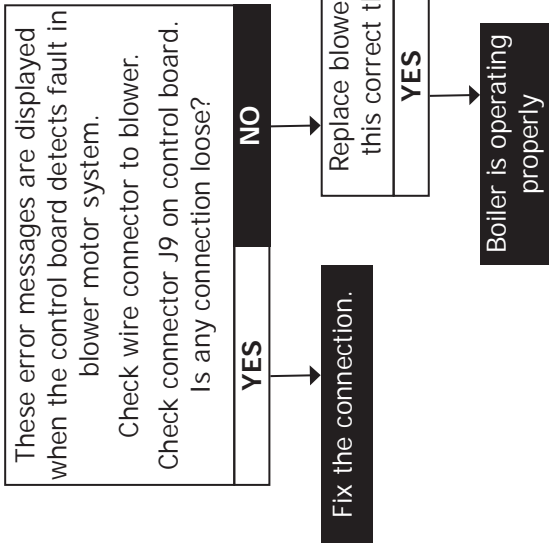 These error messages are displayed
when the control board detects fault in
blower motor system.
Check wire connector to blower.
Check connector J9 on control board.
Is any connection loose?
YES
NO
Fix the connection.
Replace
this correct
YES
Boiler is operating
properly